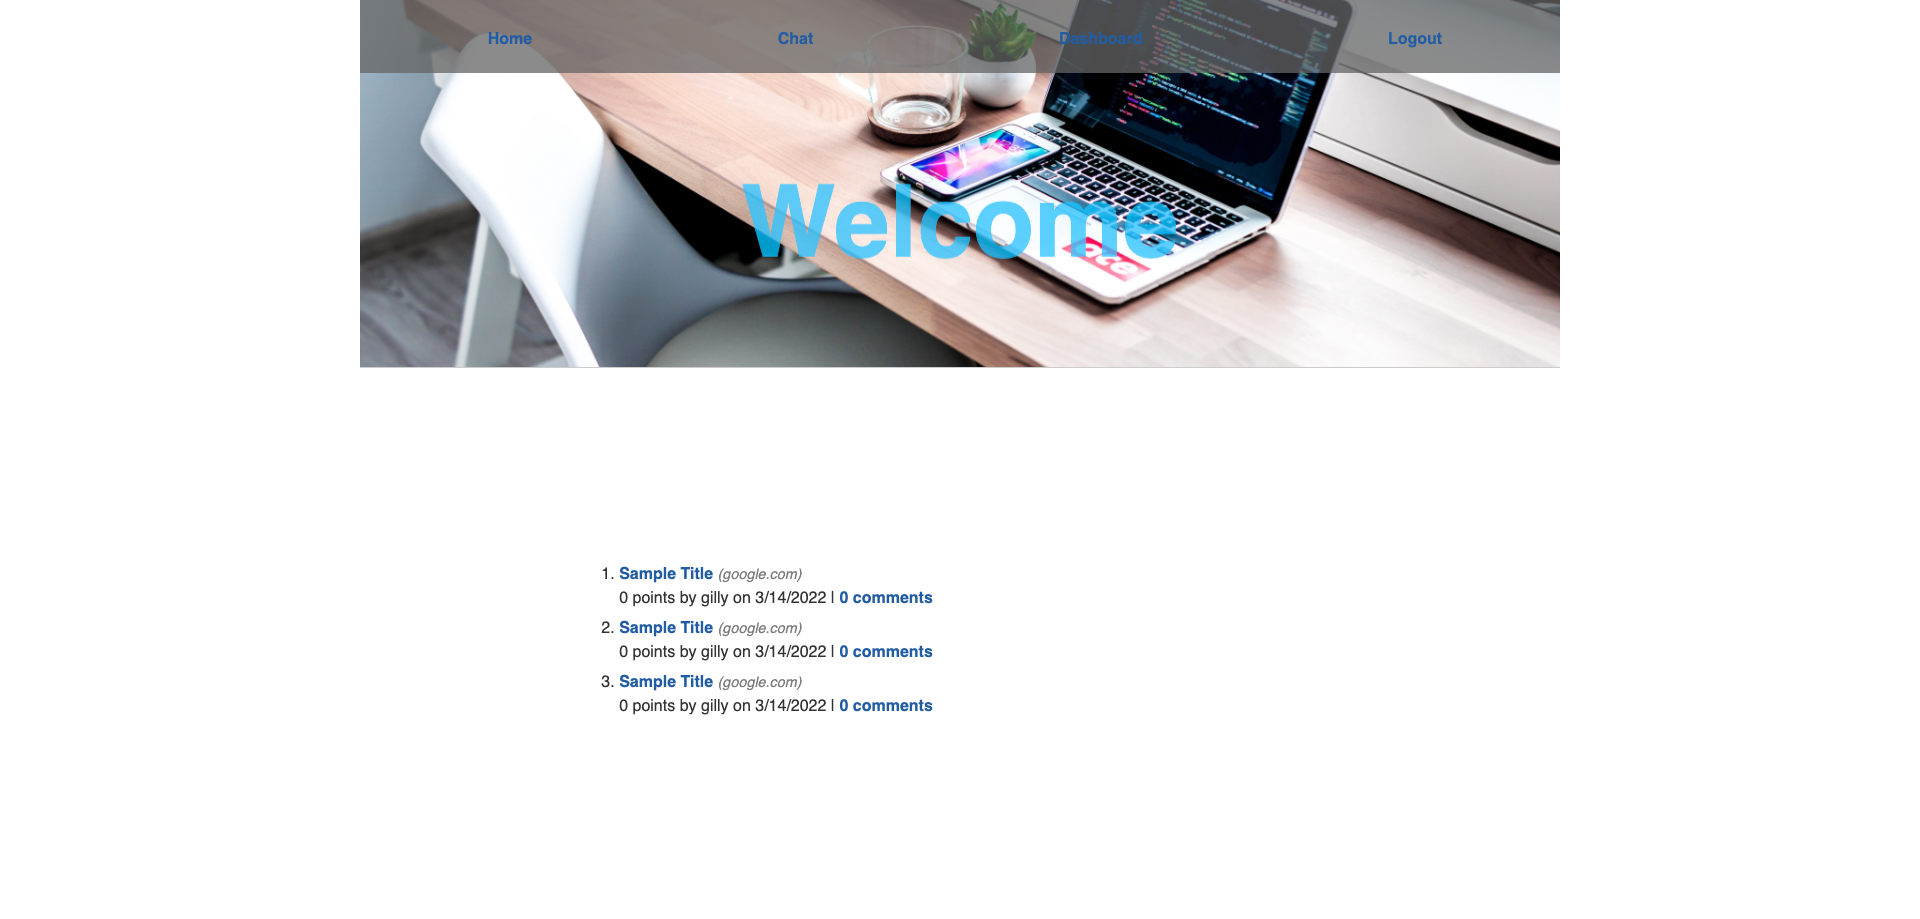 Home Chat Dashboard Logout
Welcome
ace
1. Sample Title (google.com)
0 points by gilly on 3/14/2022 | 0 comments
2. Sample Title (google.com)
0 points by gilly on 3/14/2022 | 0 comments
3. Sample Title (google.com)
0 points by gilly on 3/14/2022 | 0 comments